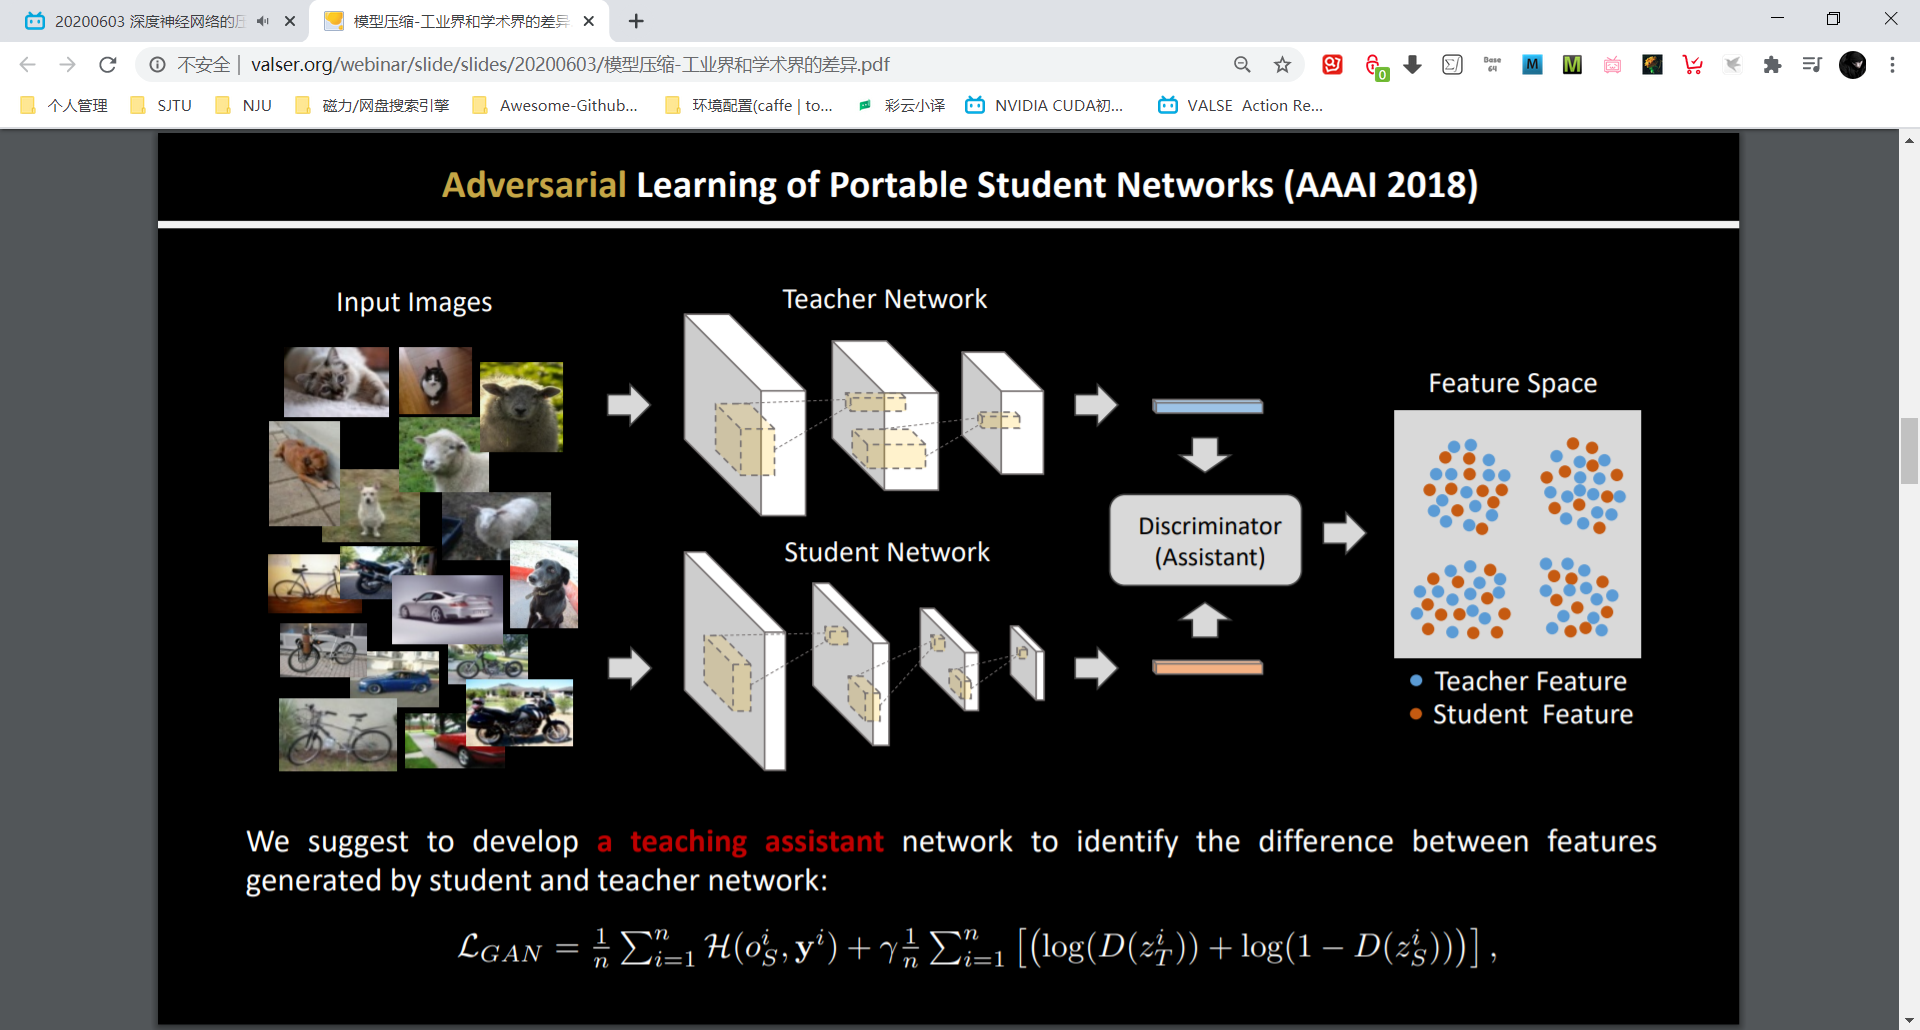 20200603 深度神经网络的压
模型压缩-工业界和学术界的差异
不安全 | valser.org/webinar/slide/slides/20200603/模型压缩-工业界和学术界的差异.pdf
0
Base 64
M
M
个人管理 SJTU NJU 磁力/网盘搜索引擎 Awesome-Github... 环境配置(caffe | to... 彩云小译 NVIDIA CUDA初... VALSE Action Re...
Adversarial Learning of Portable Student Networks (AAAI 2018)
Input Images
Teacher Network
Feature Space
Discriminator
(Assistant)
Student Network
Teacher Feature
Student Feature
We suggest to develop a teaching assistant network to identify the difference between features
generated by student and teacher network:
$\mathcal{L}_{GAN} = \frac{1}{n} \sum_{i=1}^{n} \mathcal{H}(o_S^i, \mathbf{y}^i) + \gamma \frac{1}{n} \sum_{i=1}^{n} \left[ \left( \log(D(z_T^i)) + \log(1 - D(z_S^i)) \right) \right],$